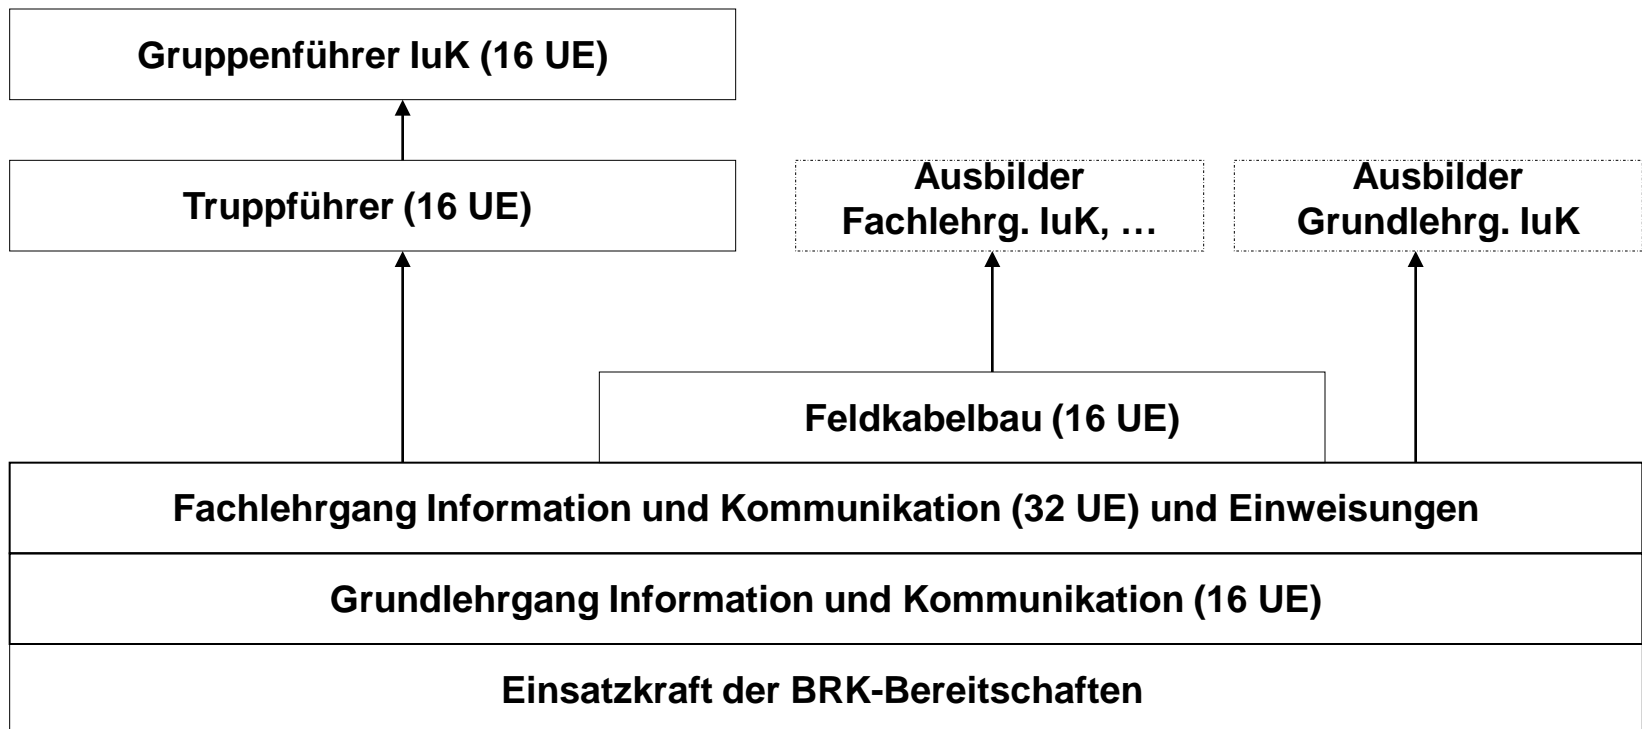 Gruppenführer IuK (16 UE)
Truppführer (16 UE)
Ausbilder
Fachlehrg. IuK, …
Ausbilder
Grundlehrg. IuK
Feldkabelbau (16 UE)
Fachlehrgang Information und Kommunikation (32 UE) und Einweisungen
Grundlehrgang Information und Kommunikation (16 UE)
Einsatzkraft der BRK-Bereitschaften